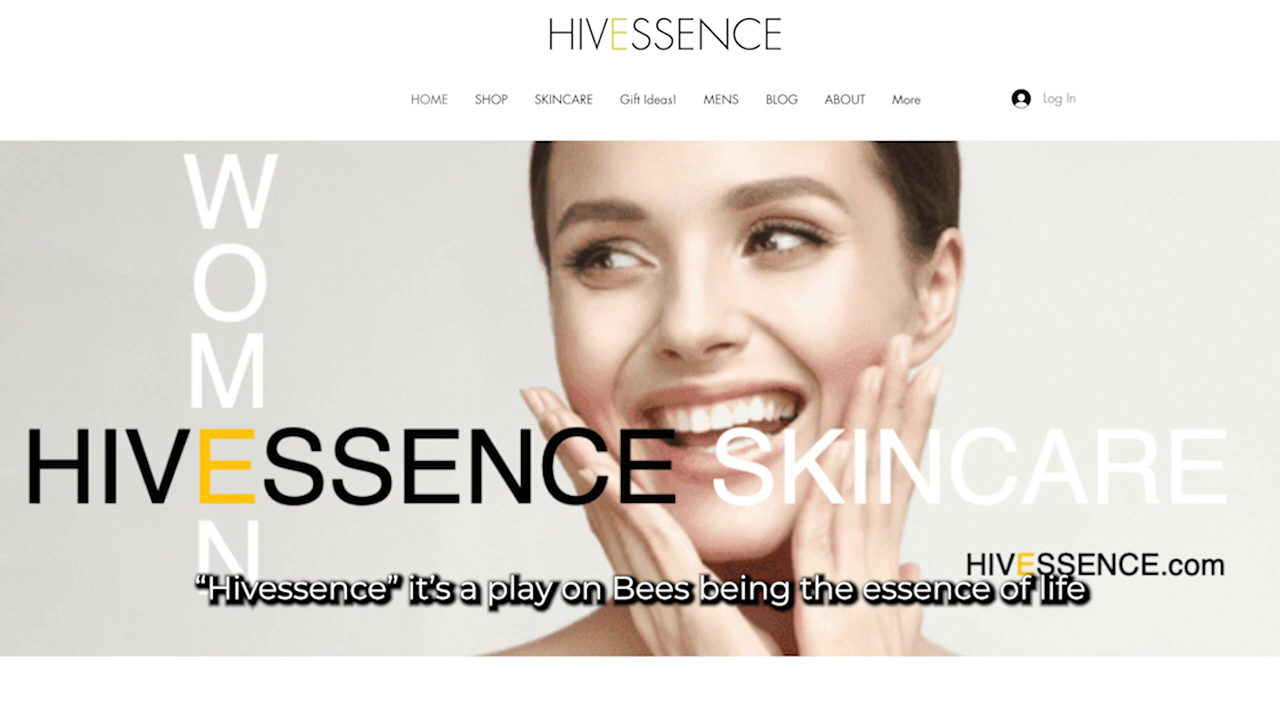 HIVESSENCE
HOME SHOP SKINCARE Gift Ideas! MENS BLOG ABOUT More Log In
W
O
M
HIVESSENCE SKINCARE
N
HIVESSENCE.com
“Hivessence” it’s a play on Bees being the essence of life